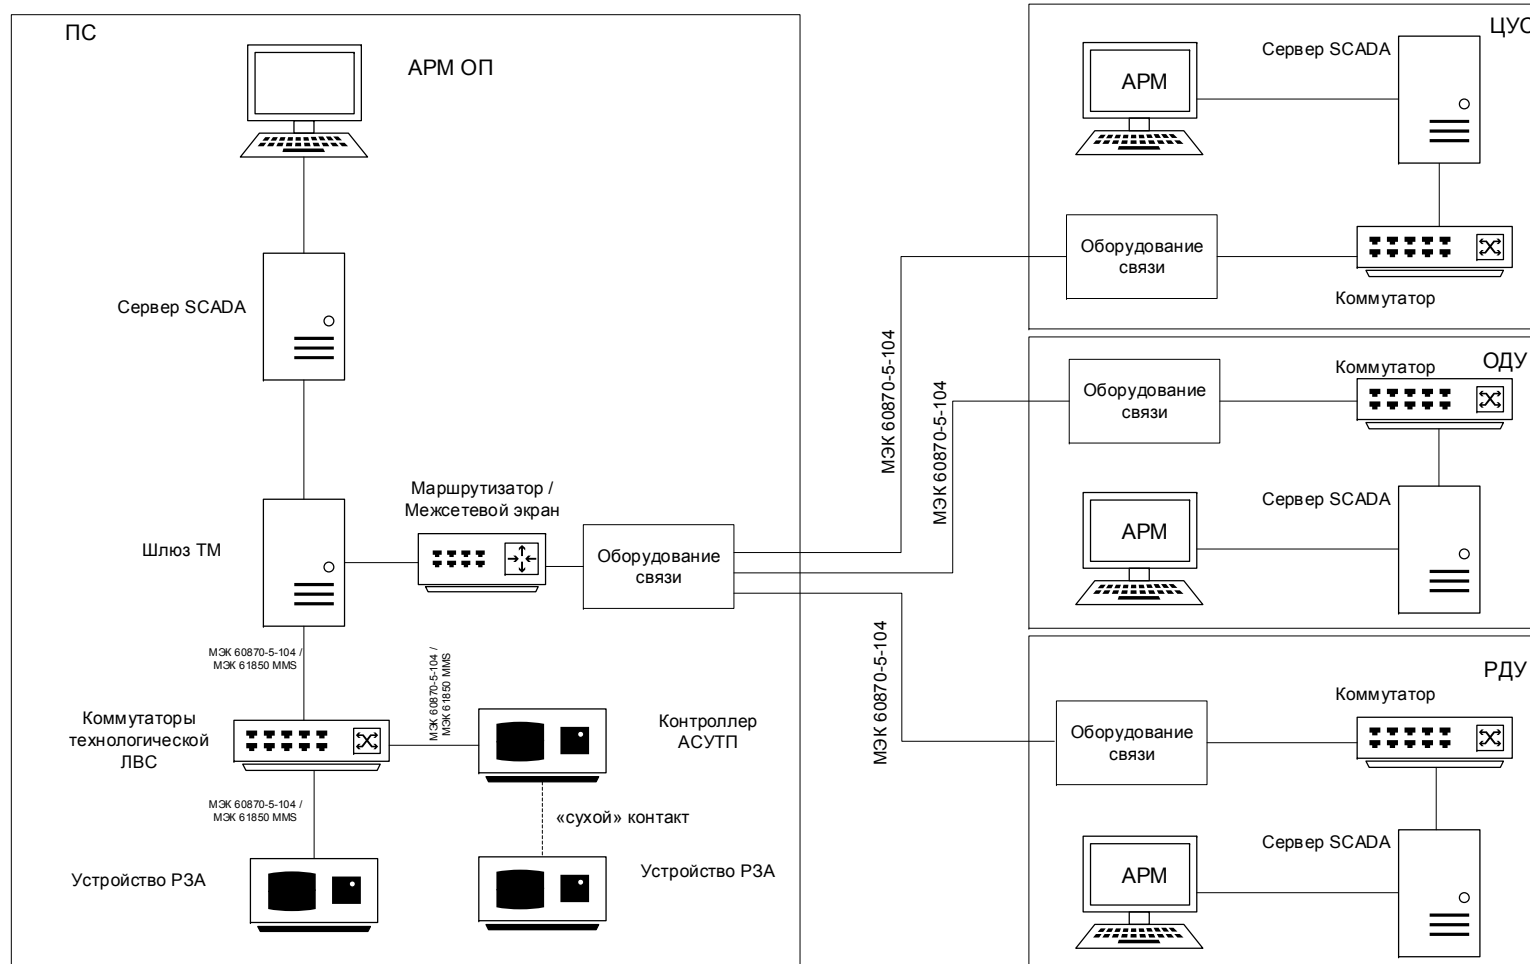 ПС
АРМ ОП
Сервер SCADA
Шлюз ТМ
Маршрутизатор /
Межсетевой экран
Оборудование
связи
МЭК 60870-5-104 /
МЭК 61850 MMS
МЭК 60870-5-104 /
МЭК 61850 MMS
Коммутаторы
технологической
ЛВС
Контроллер
АСУТП
МЭК 60870-5-104 /
МЭК 61850 MMS
«сухой» контакт
Устройство РЗА
Устройство РЗА
МЭК 60870-5-104
МЭК 60870-5-104
МЭК 60870-5-104
ЦУС
Сервер SCADA
АРМ
Оборудование
связи
Коммутатор
ОДУ
Коммутатор
Оборудование
связи
Сервер SCADA
АРМ
РДУ
Коммутатор
Оборудование
связи
Сервер SCADA
АРМ